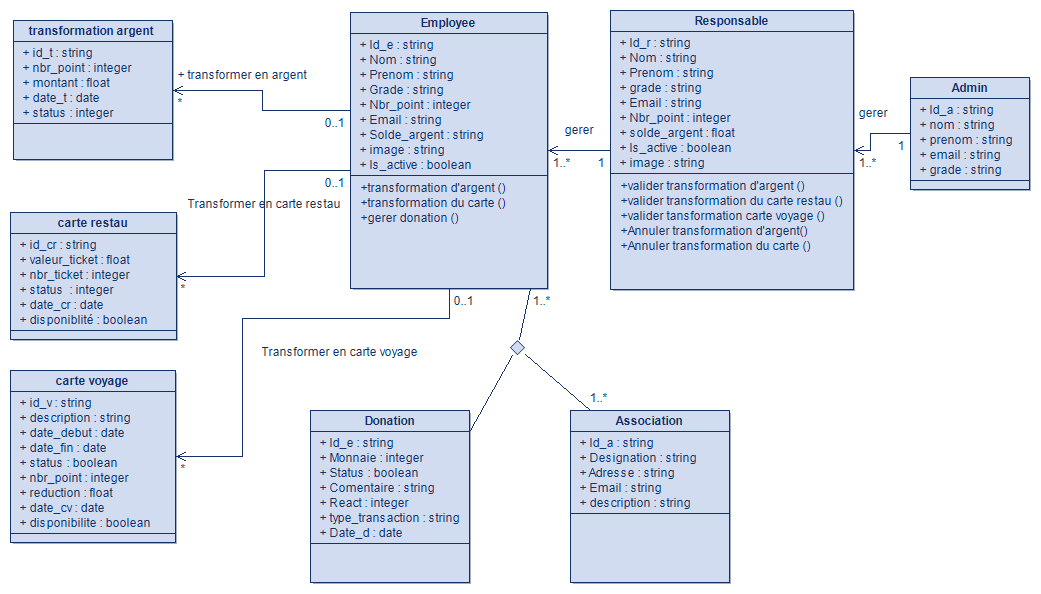 transformation argent
+ id_t : string
+ nbr_point : integer
+ montant : float
+ date_t : date
+ status : integer
+ transformer en argent
*
0..1
Employee
+ Id_e : string
+ Nom : string
+ Prenom : string
+ Grade : string
+ Nbr_point : integer
+ Email : string
+ Solde_argent : string
+ image : string
+ Is_active : boolean
+transformation d'argent ()
+transformation du carte ()
+gerer donation ()
gerer
1..*
1
Responsable
+ Id_r : string
+ Nom : string
+ Prenom : string
+ grade : string
+ Email : string
+ Nbr_point : integer
+ solde_argent : float
+ Is_active : boolean
+ image : string
+valider transformation d'argent ()
+valider transformation du carte restau ()
+valider tansformation carte voyage ()
+Annuler transformation d'argent()
+Annuler transformation du carte ()
gerer
1..*
1
Admin
+ Id_a : string
+ nom : string
+ prenom : string
+ email : string
+ grade : string
0..1
Transformer en carte restau
*
carte restau
+ id_cr : string
+ valeur_ticket : float
+ nbr_ticket : integer
+ status : integer
+ date_cr : date
+ disponiblité : boolean
0..1
Transformer en carte voyage
*
carte voyage
+ id_v : string
+ description : string
+ date_debut : date
+ date_fin : date
+ status : boolean
+ nbr_point : integer
+ reduction : float
+ date_cv : date
+ disponibilite : boolean
1..*
1..*
Donation
+ Id_e : string
+ Monnaie : integer
+ Status : boolean
+ Comentaire : string
+ React : integer
+ type_transaction : string
+ Date_d : date
Association
+ Id_a : string
+ Designation : string
+ Adresse : string
+ Email : string
+ description : string